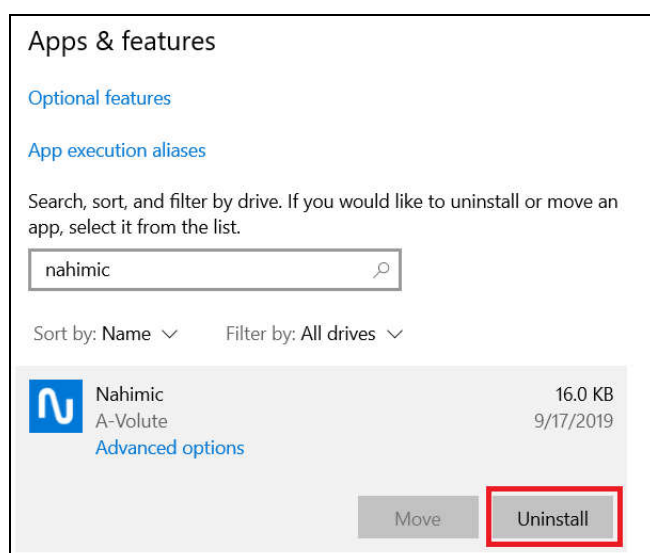 Apps & features
Optional features
App execution aliases
Search, sort, and filter by drive. If you would like to uninstall or move an
app, select it from the list.
nahimic
Sort by: Name Filter by: All drives
Nahimic 16.0 KB
A-Volute 9/17/2019
Advanced options
Move Uninstall